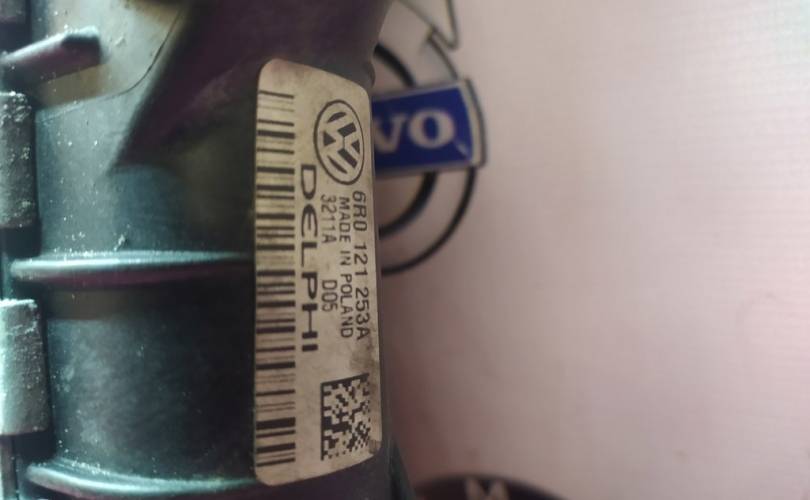 6R0 121 253A
MADE IN POLAND
3211A D05
DELPHI
VO